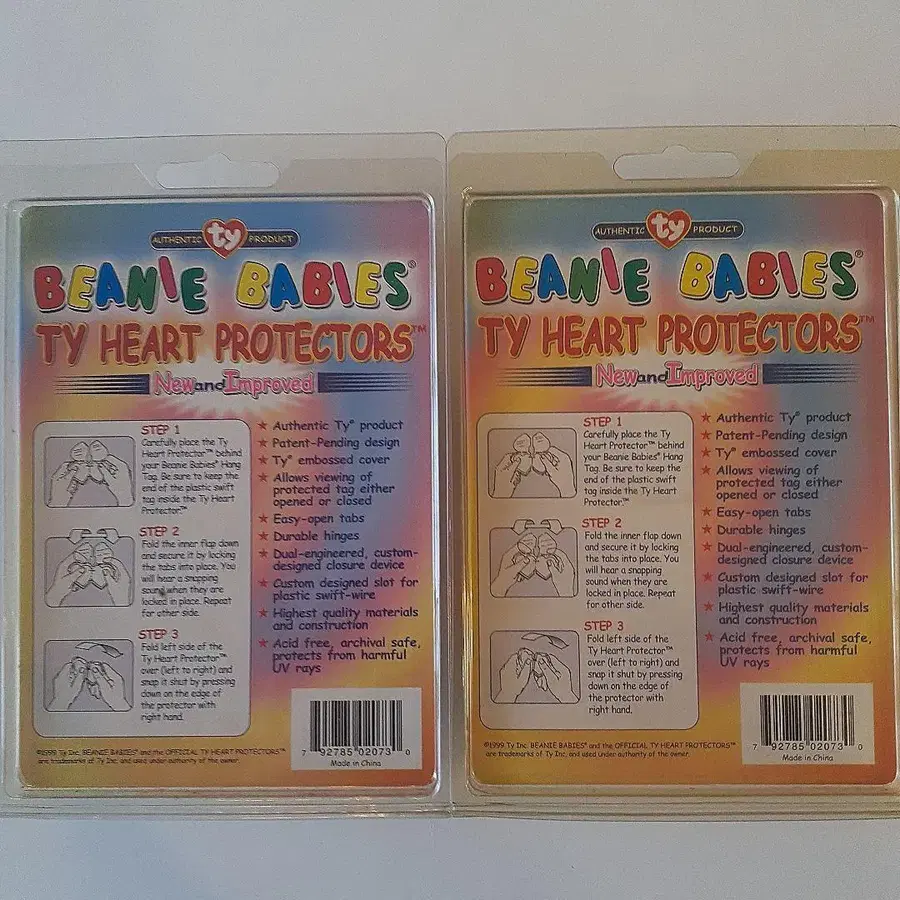 AUTHENTIC ty PRODUCT
BEANIE BABIES®
TY HEART PROTECTORS™
New and Improved
STEP 1
Carefully place the Ty
Heart Protector™ behind
your Beanie Babies® Hang
Tag. Be sure to keep the
end of the plastic swift
tag inside the Ty Heart
Protector.™
STEP 2
Fold the inner flap down
and secure it by locking
the tabs into place. You
will hear a snapping
sound when they are
locked in place. Repeat
for other side.
STEP 3
Fold left side of the
Ty Heart Protector™
over (left to right) and
snap it shut by pressing
down on the edge of
the protector with
right hand.
★ Authentic Ty® product
★ Patent-Pending design
★ Ty® embossed cover
★ Allows viewing of
protected tag either
opened or closed
★ Easy-open tabs
★ Durable hinges
★ Dual-engineered, custom-
designed closure device
★ Custom designed slot for
plastic swift-wire
★ Highest quality materials
and construction
★ Acid free, archival safe,
protects from harmful
UV rays
7 92785 02073 0
Made in China
©1999 Ty Inc. BEANIE BABIES® and the OFFICIAL TY HEART PROTECTORS™
are trademarks of Ty Inc. and used under authority of the owner.
AUTHENTIC ty PRODUCT
BEANIE BABIES®
TY HEART PROTECTORS™
New and Improved
STEP 1
Carefully place the Ty
Heart Protector™ behind
your Beanie Babies® Hang
Tag. Be sure to keep the
end of the plastic swift
tag inside the Ty Heart
Protector.™
STEP 2
Fold the inner flap down
and secure it by locking
the tabs into place. You
will hear a snapping
sound when they are
locked in place. Repeat
for other side.
STEP 3
Fold left side of the
Ty Heart Protector™
over (left to right) and
snap it shut by pressing
down on the edge of
the protector with
right hand.
★ Authentic Ty® product
★ Patent-Pending design
★ Ty® embossed cover
★ Allows viewing of
protected tag either
opened or closed
★ Easy-open tabs
★ Durable hinges
★ Dual-engineered, custom-
designed closure device
★ Custom designed slot for
plastic swift-wire
★ Highest quality materials
and construction
★ Acid free, archival safe,
protects from harmful
UV rays
7 92785 02073 0
Made in China
©1999 Ty Inc. BEANIE BABIES® and the OFFICIAL TY HEART PROTECTORS™
are trademarks of Ty Inc. and used under authority of the owner.